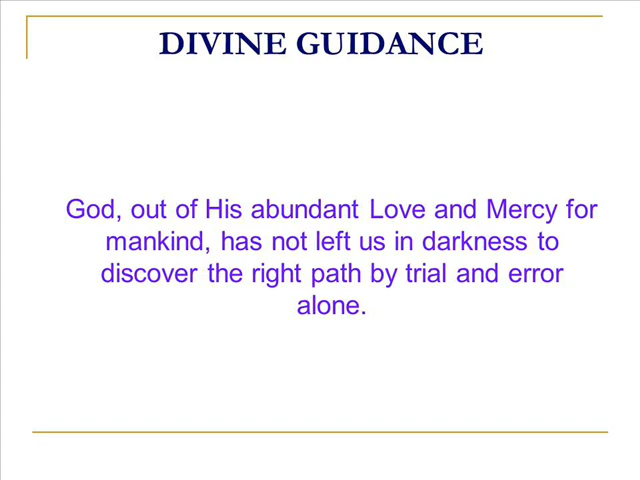 DIVINE GUIDANCE
God, out of His abundant Love and Mercy for
mankind, has not left us in darkness to
discover the right path by trial and error
alone.